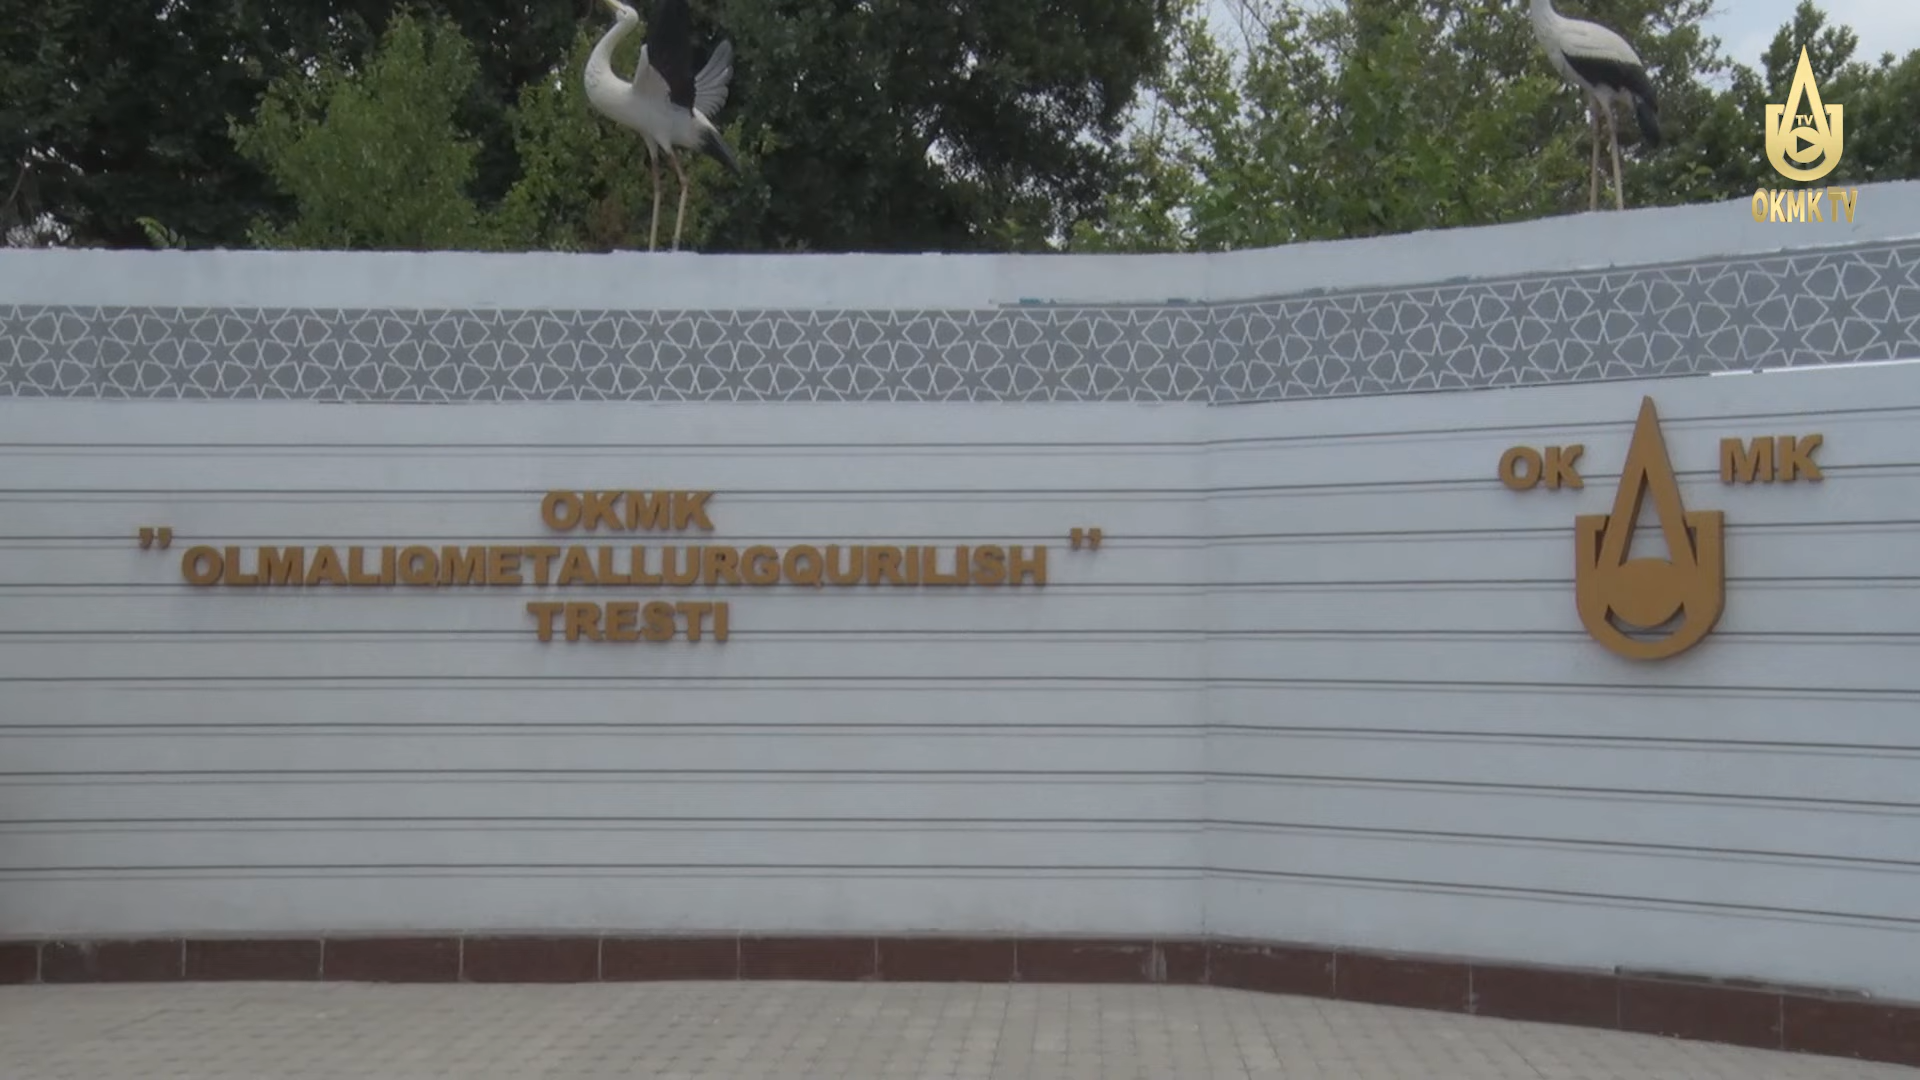 TV
OKMK TV
OK MK
OKMK
"OLMALIQMETALLURGQURILISH"
TRESTI